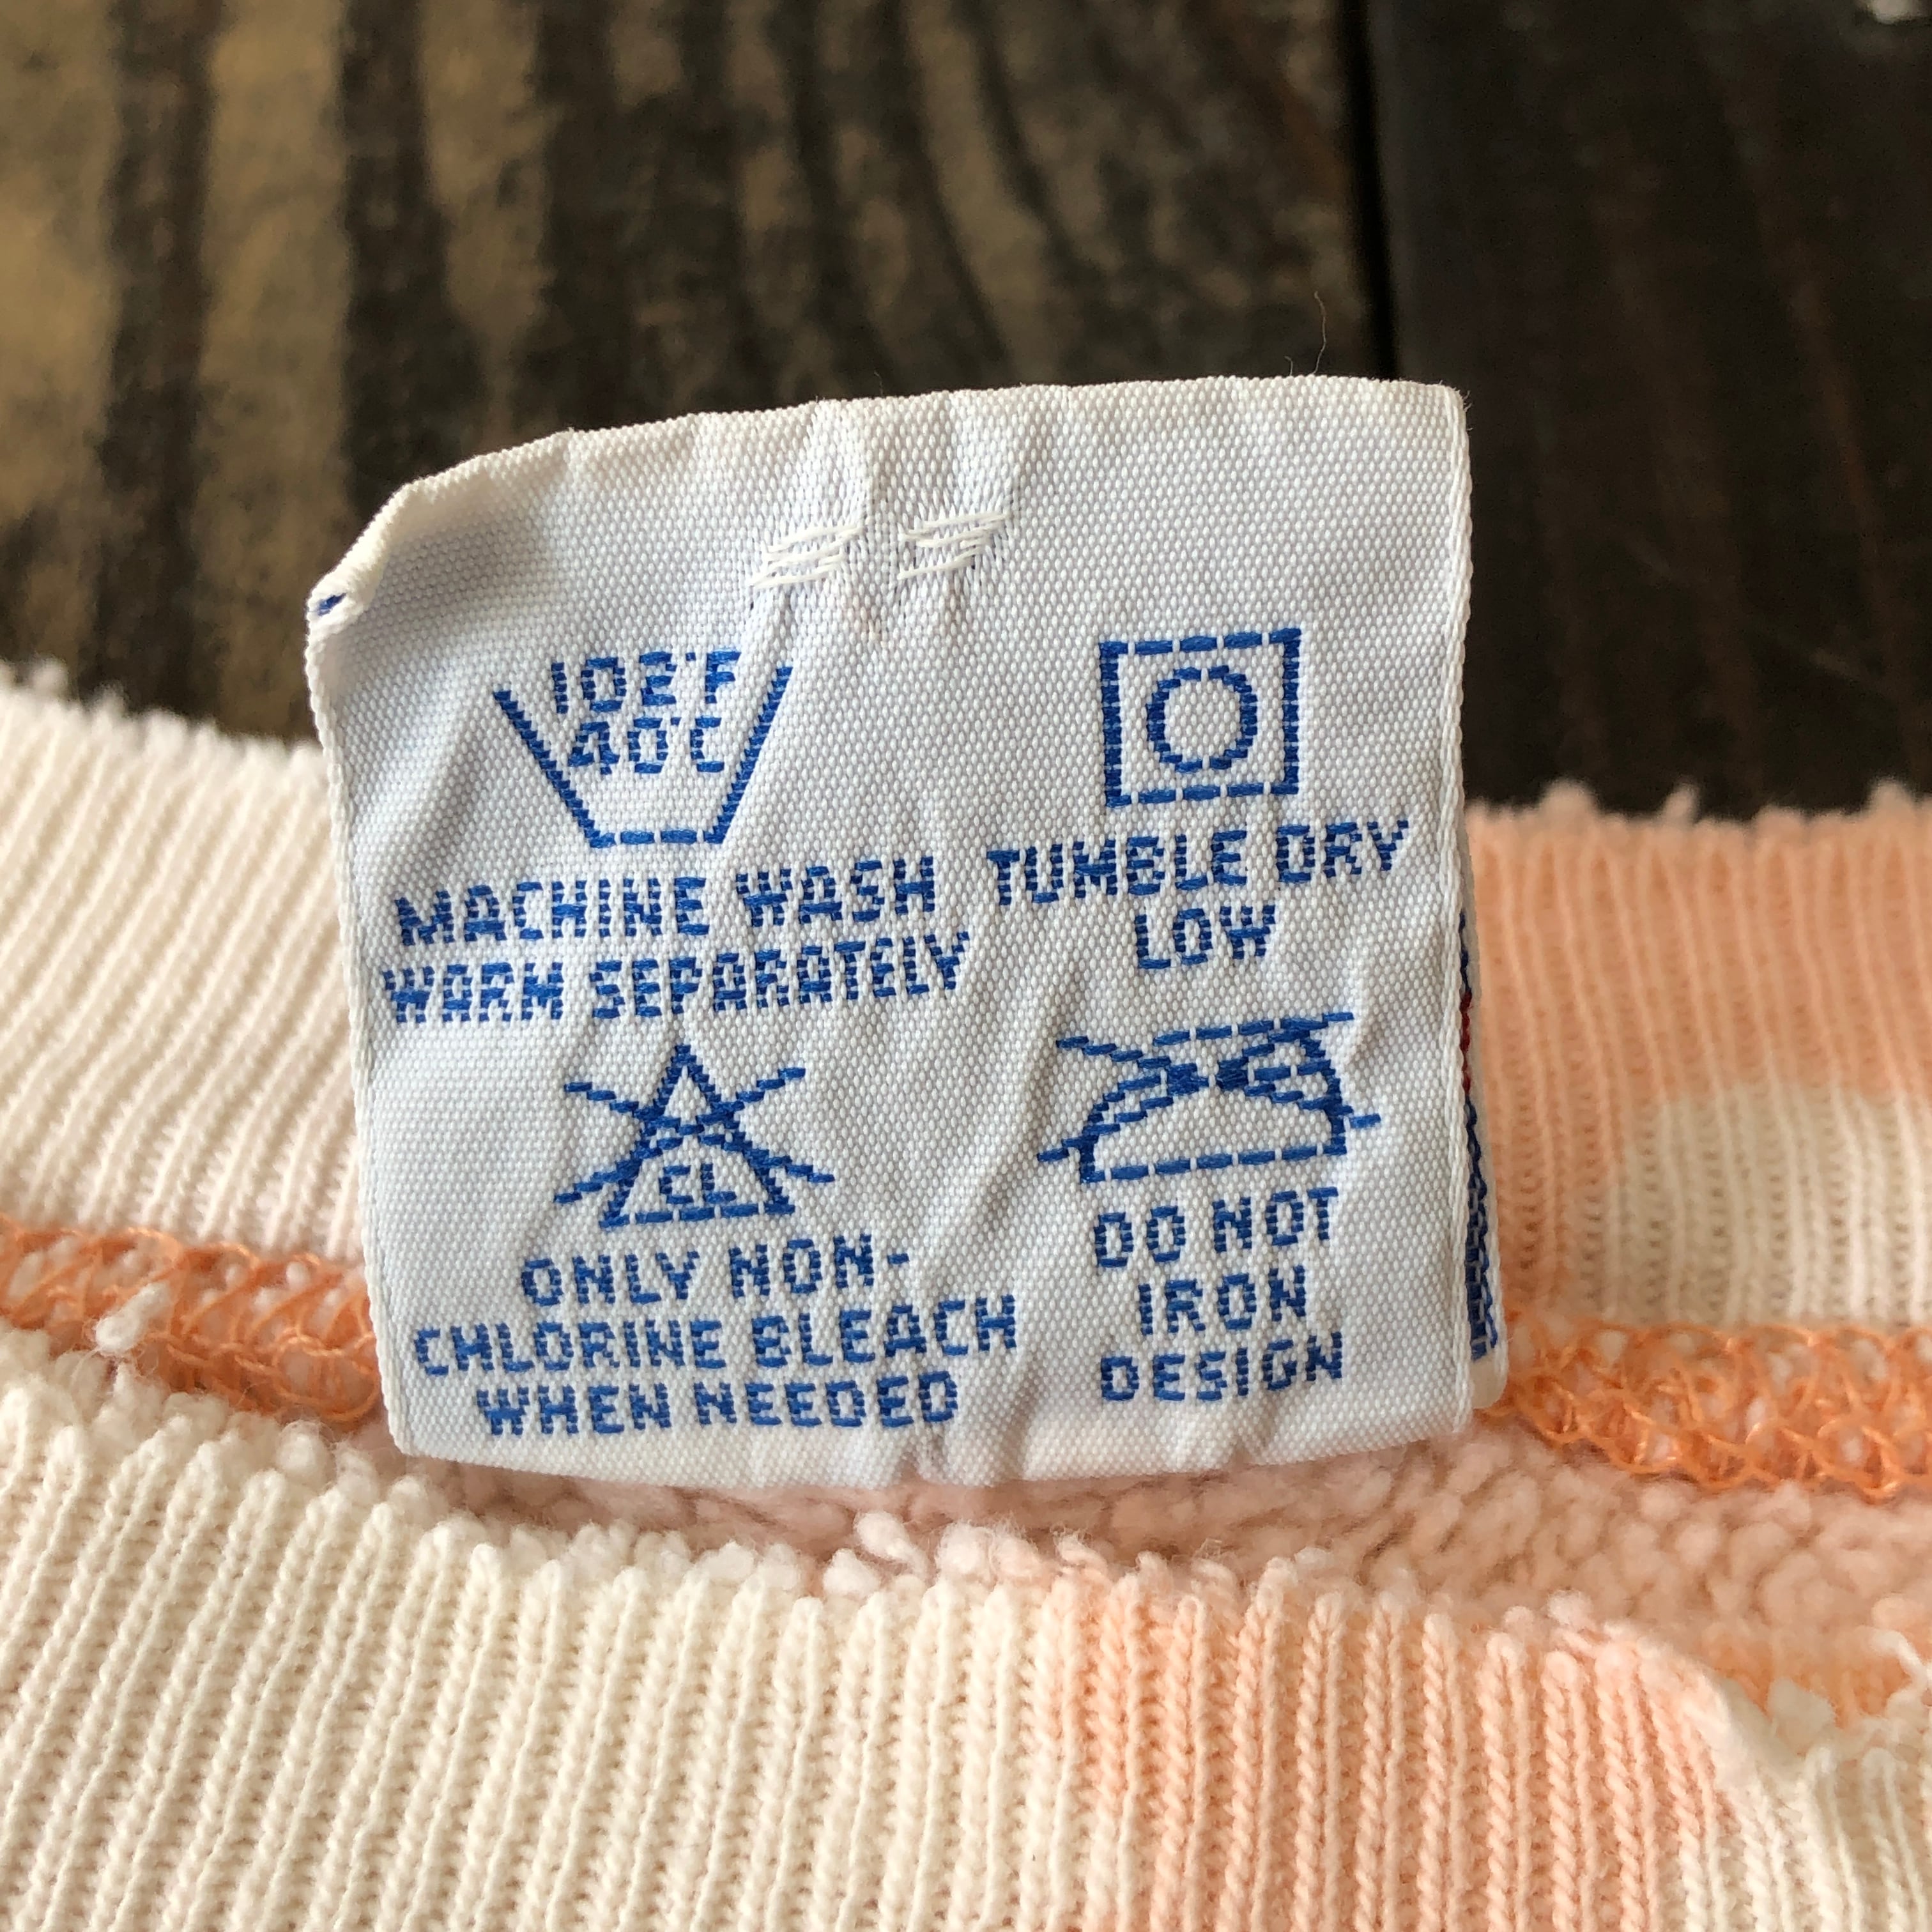 102°F
40°C
MACHINE WASH
WARM SEPARATELY
TUMBLE DRY
LOW
CL
ONLY NON-
CHLORINE BLEACH
WHEN NEEDED
DO NOT
IRON
DESIGN